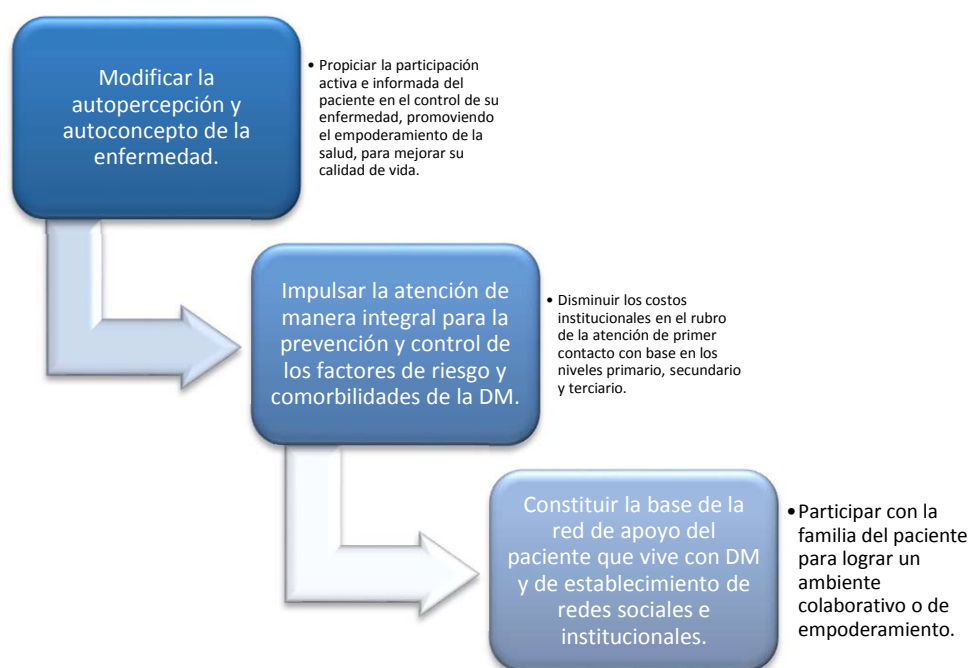 Modificar la
autopercepción y
autoconcepto de la
enfermedad.
• Propiciar la participación
activa e informada del
paciente en el control de su
enfermedad, promoviendo
el empoderamiento de la
salud, para mejorar su
calidad de vida.
Impulsar la atención de
manera integral para la
prevención y control de
los factores de riesgo y
comorbilidades de la DM.
• Disminuir los costos
institucionales en el rubro
de la atención de primer
contacto con base en los
niveles primario, secundario
y terciario.
Constituir la base de la
red de apoyo del
paciente que vive con DM
y de establecimiento de
redes sociales e
institucionales.
•Participar con la
familia del paciente
para lograr un
ambiente
colaborativo o de
empoderamiento.